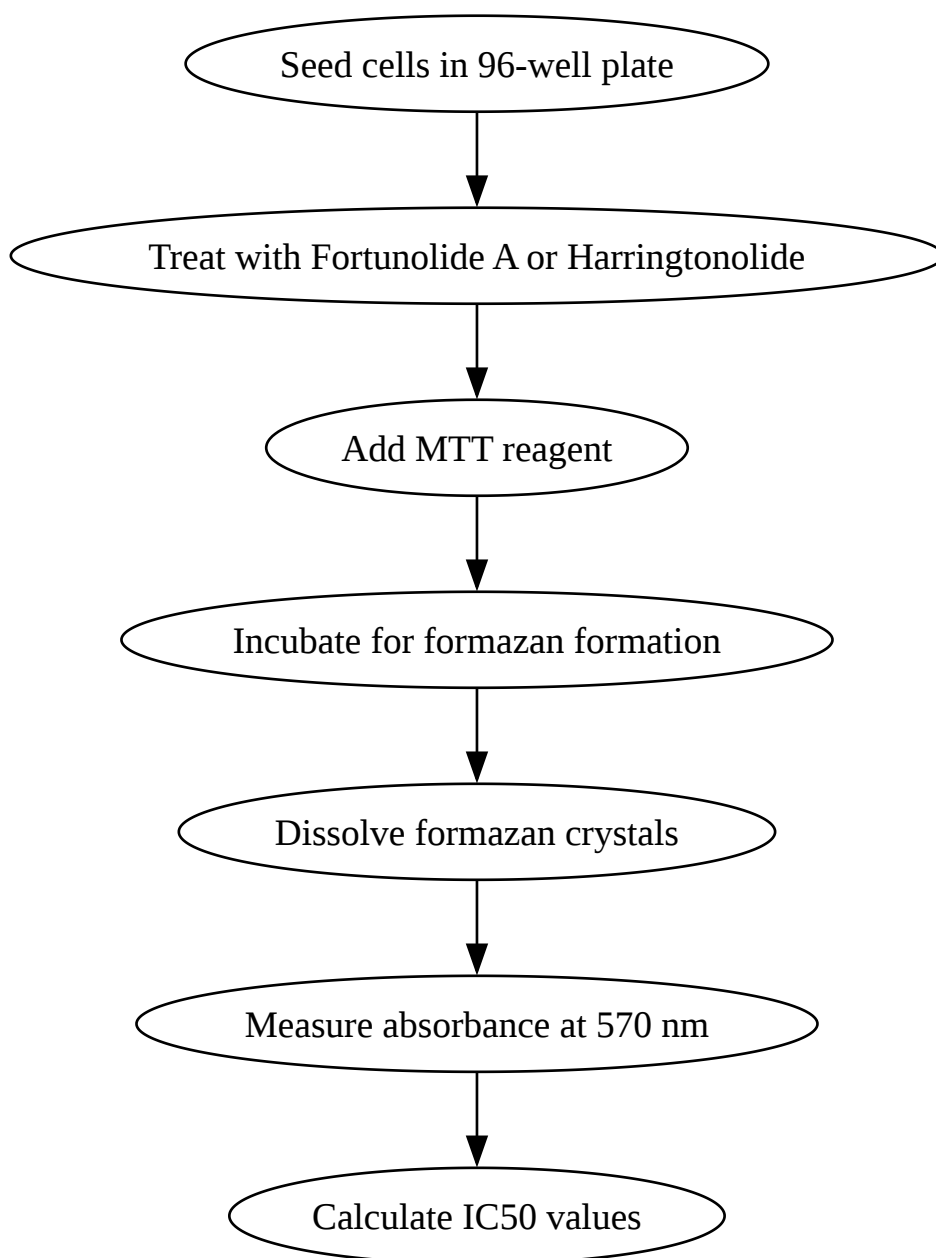 Seed cells in 96-well plate
Treat with Fortunolide A or Harringtonolide
Add MTT reagent
Incubate for formazan formation
Dissolve formazan crystals
Measure absorbance at 570 nm
Calculate IC50 values